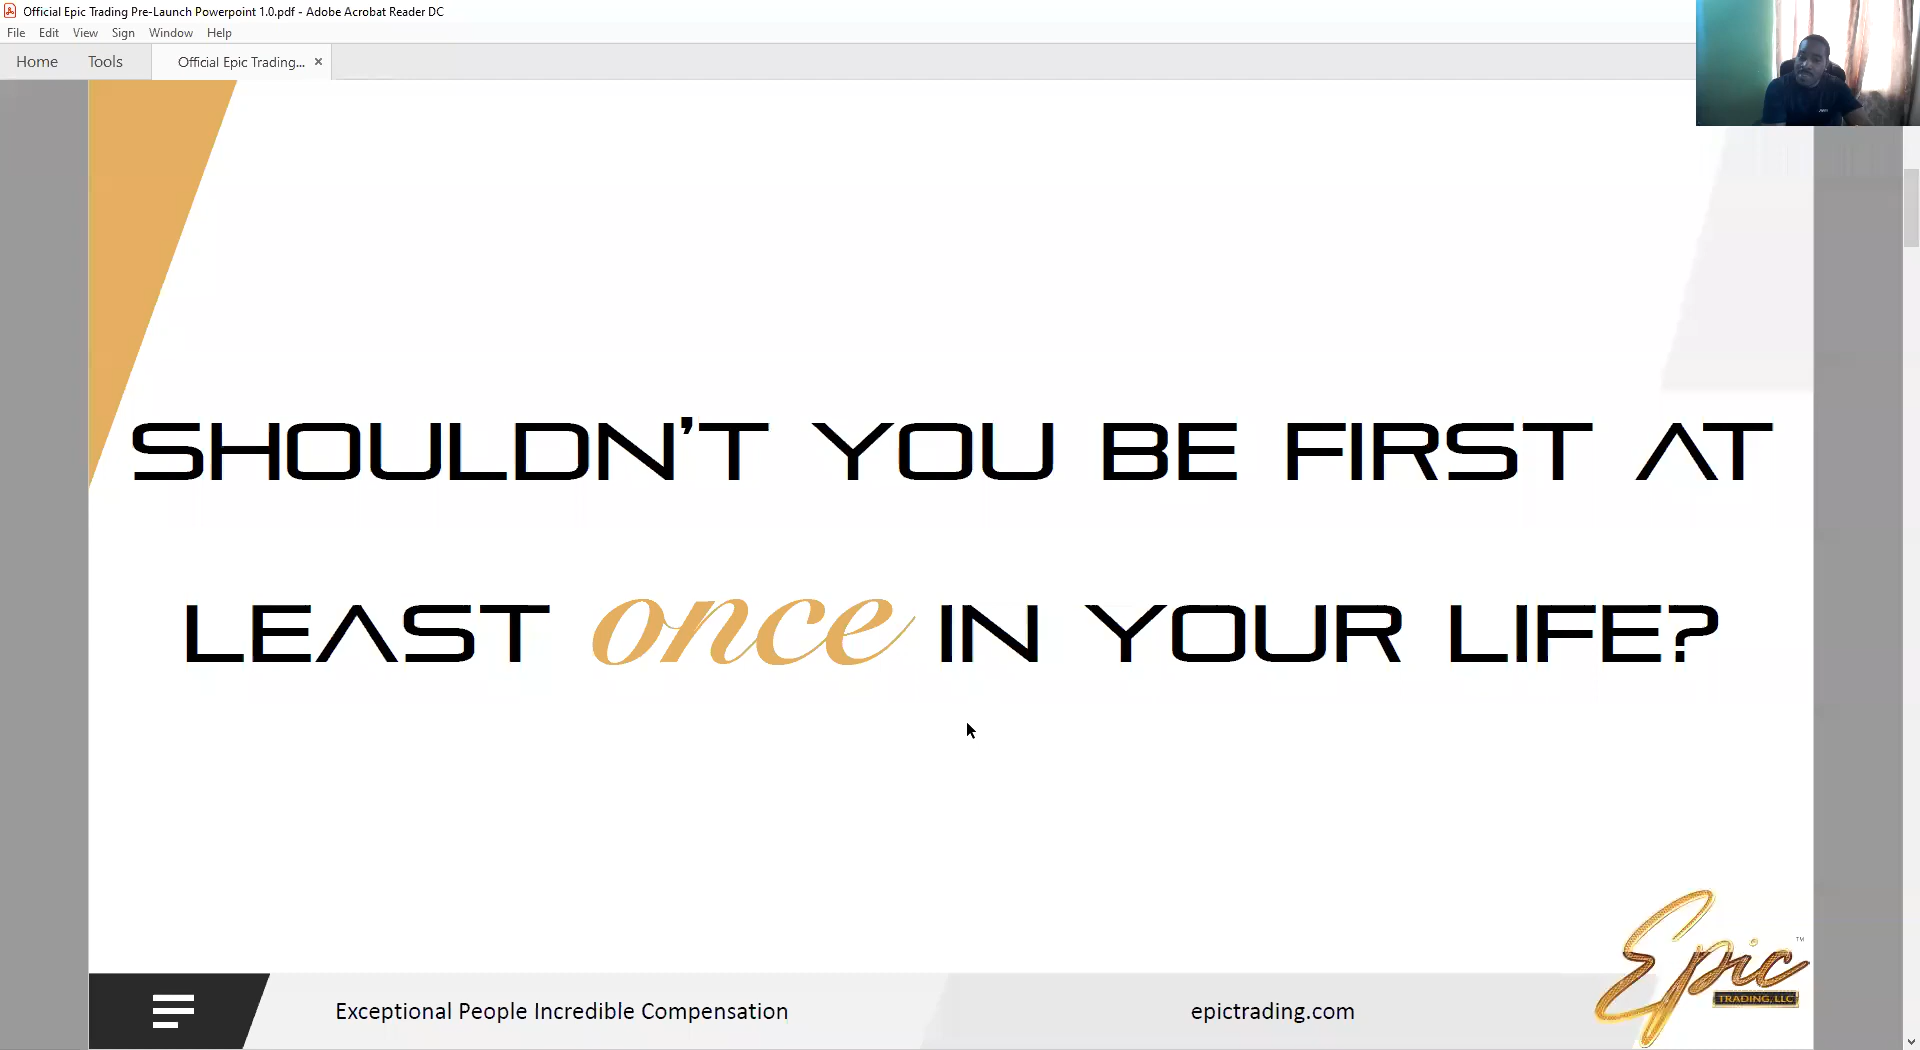 Official Epic Trading Pre-Launch Powerpoint 1.0.pdf - Adobe Acrobat Reader DC
File Edit View Sign Window Help
Home Tools Official Epic Trading... ×
SHOULDN'T YOU BE FIRST AT
LEAST once IN YOUR LIFE?
Exceptional People Incredible Compensation
epictrading.com
Epic ™
TRADING, LLC